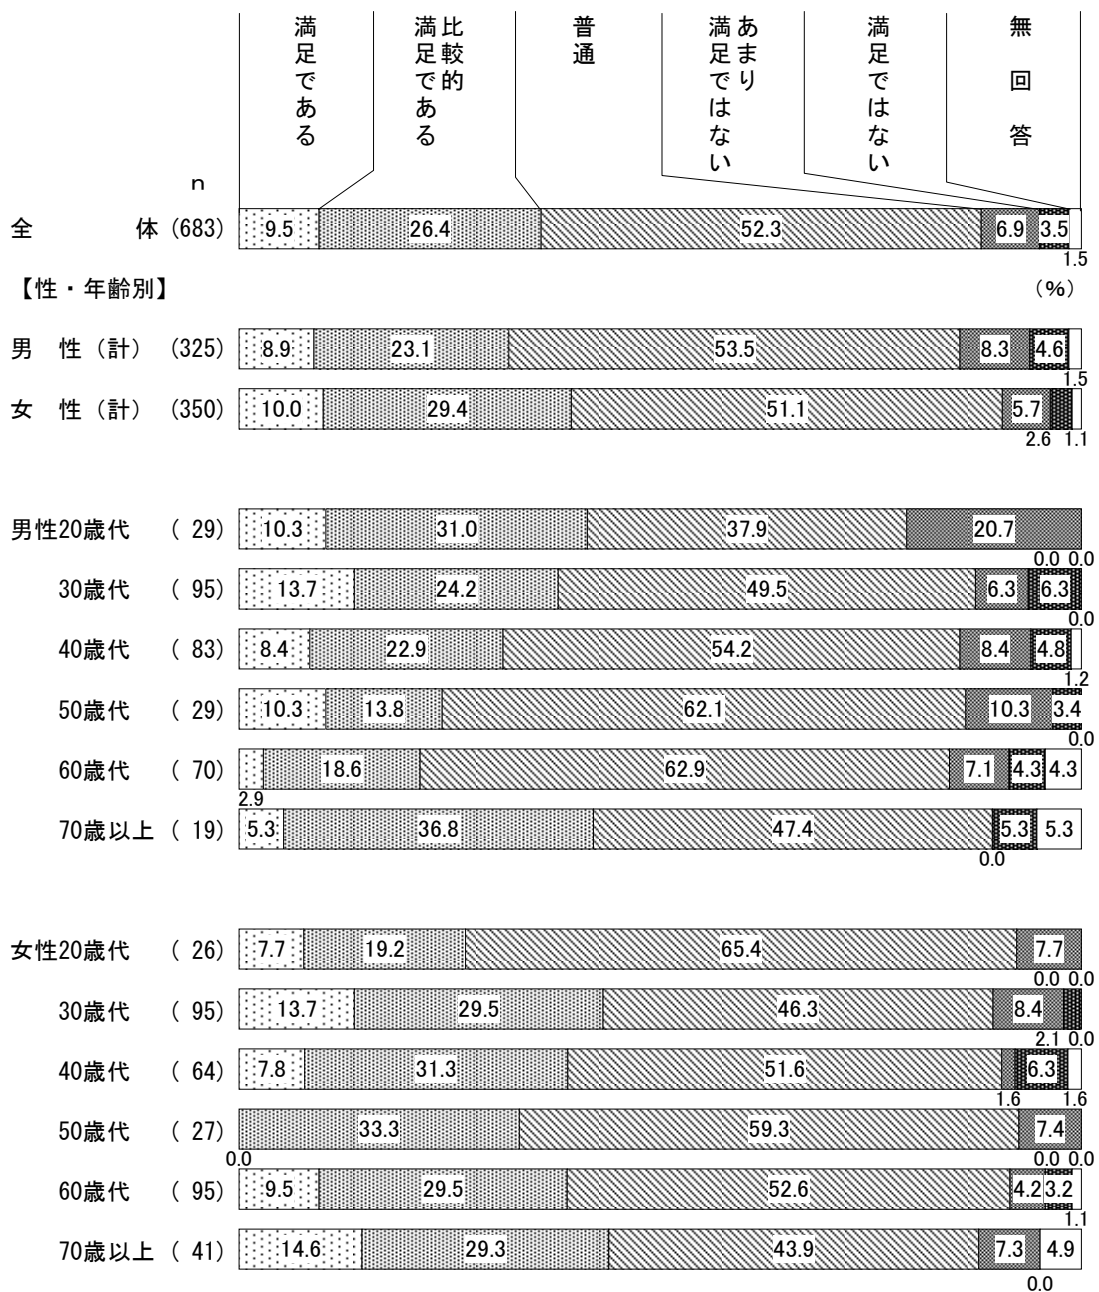 満足である
比較的
満足である
普通
あまり
満足ではない
満足ではない
無回答
n
全 体 (683) 9.5 26.4 52.3 6.9 3.5
1.5
【性・年齢別】 (%)
男 性(計) (325) 8.9 23.1 53.5 8.3 4.6
1.5
女 性(計) (350) 10.0 29.4 51.1 5.7
2.6 1.1
男性20歳代 ( 29) 10.3 31.0 37.9 20.7
0.0 0.0
30歳代 ( 95) 13.7 24.2 49.5 6.3 6.3
0.0
40歳代 ( 83) 8.4 22.9 54.2 8.4 4.8
1.2
50歳代 ( 29) 10.3 13.8 62.1 10.3 3.4
0.0
60歳代 ( 70) 18.6 62.9 7.1 4.3 4.3
2.9
70歳以上 ( 19) 5.3 36.8 47.4 5.3 5.3
0.0
女性20歳代 ( 26) 7.7 19.2 65.4 7.7
0.0 0.0
30歳代 ( 95) 13.7 29.5 46.3 8.4
2.1 0.0
40歳代 ( 64) 7.8 31.3 51.6 6.3
1.6 1.6
50歳代 ( 27) 33.3 59.3 7.4
0.0 0.0 0.0
60歳代 ( 95) 9.5 29.5 52.6 4.2 3.2
1.1
70歳以上 ( 41) 14.6 29.3 43.9 7.3 4.9
0.0